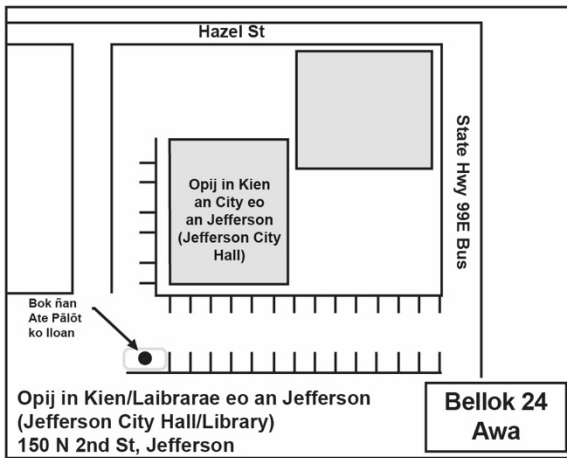 Hazel St
State Hwy 99E Bus
Opij in Kien
an City eo
an Jefferson
(Jefferson City
Hall)
Bok ñan
Ate Pālōt
ko Iloan
Opij in Kien/Laibrarae eo an Jefferson
(Jefferson City Hall/Library)
150 N 2nd St, Jefferson
Bellok 24
Awa